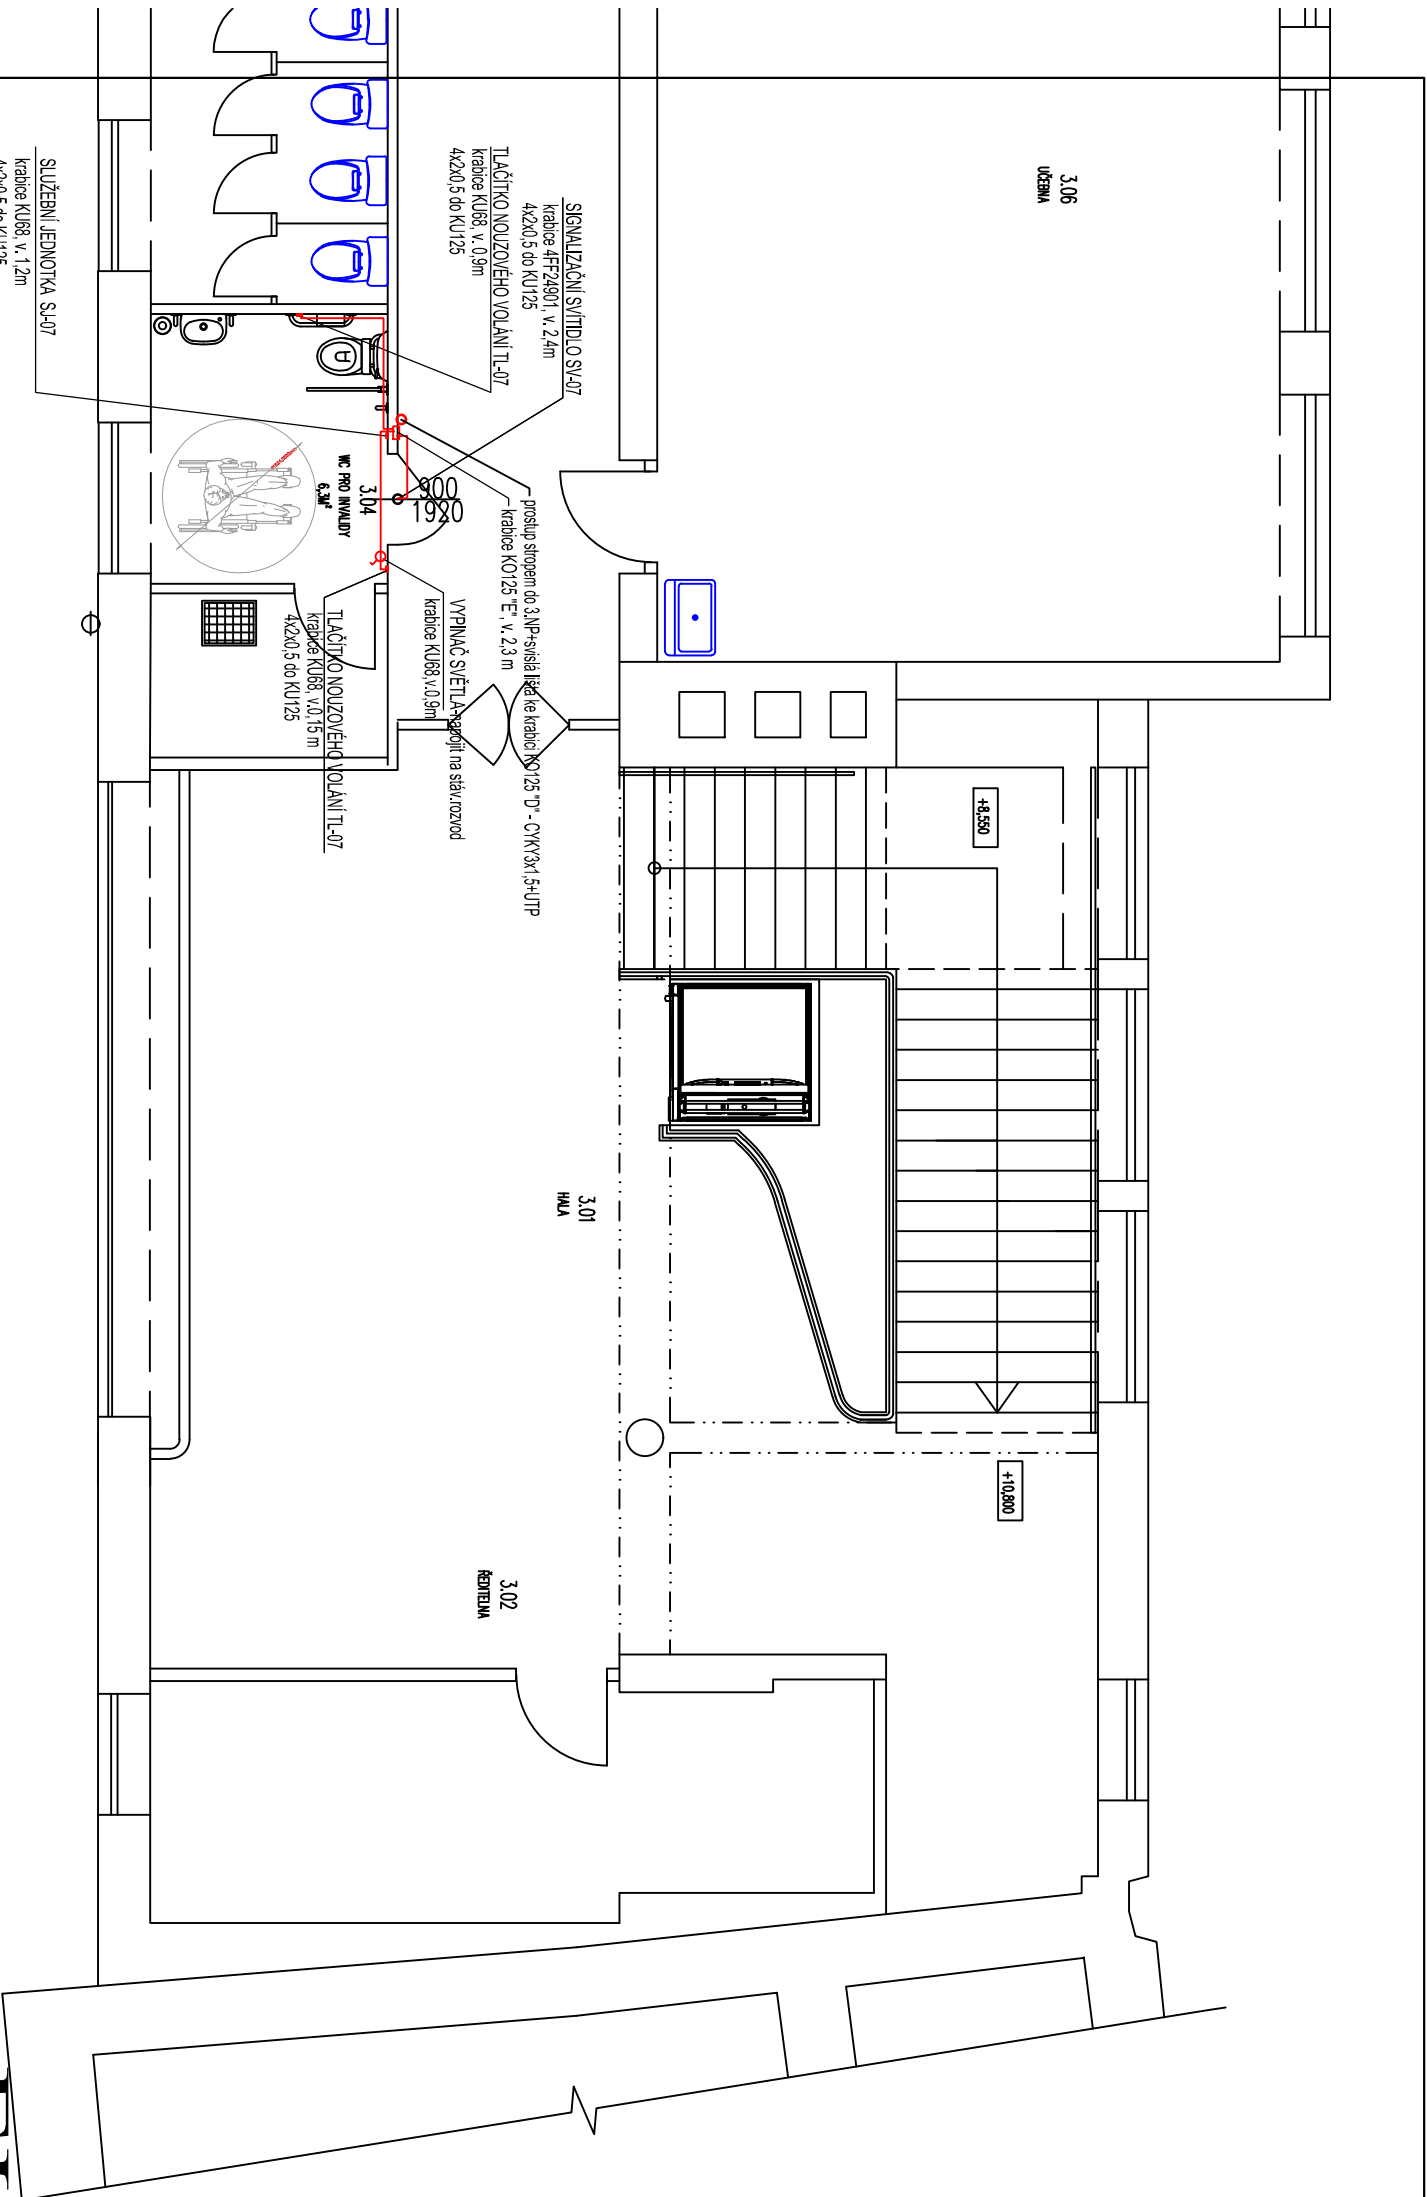 3.06
UČEBNA
SIGNALIZAČNÍ SVÍTIDLO SV-07
krabice 4FF24901, v. 2,4m
4x2x0,5 do KU125
TLAČÍTKO NOUZOVÉHO VOLÁNÍ TL-07
krabice KU68, v. 0,9m
4x2x0,5 do KU125
SLUŽEBNÍ JEDNOTKA SJ-07
krabice KU68, v. 1,2m
4x2x0,5 do KU125
prostup stropem do 3.NP+svislá lišta ke krabici KO125 "D" - CYKY3x1,5+UTP
krabice KO125 "E", v. 2,3 m
900
1920
3.04
WC PRO INVALIDY
6,3M²
VYPÍNAČ SVĚTLA-napojit na stáv.rozvod
krabice KU68,v.0,9m
TLAČÍTKO NOUZOVÉHO VOLÁNÍ TL-07
krabice KU68, v.0,15 m
4x2x0,5 do KU125
+8,550
3.01
HALA
+10,800
3.02
ŘEDITELNA